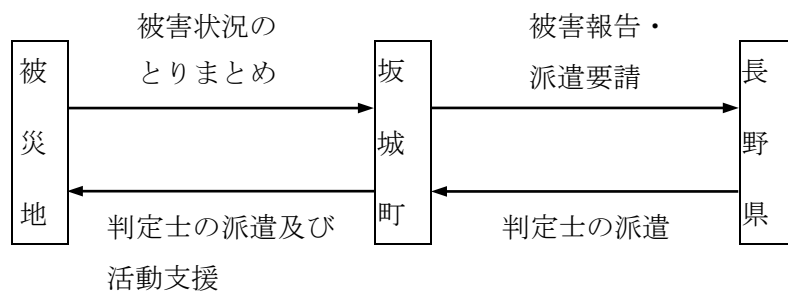 被害状況の
とりまとめ
被害報告・
派遣要請
被災地
坂城町
長野県
判定士の派遣及び
活動支援
判定士の派遣